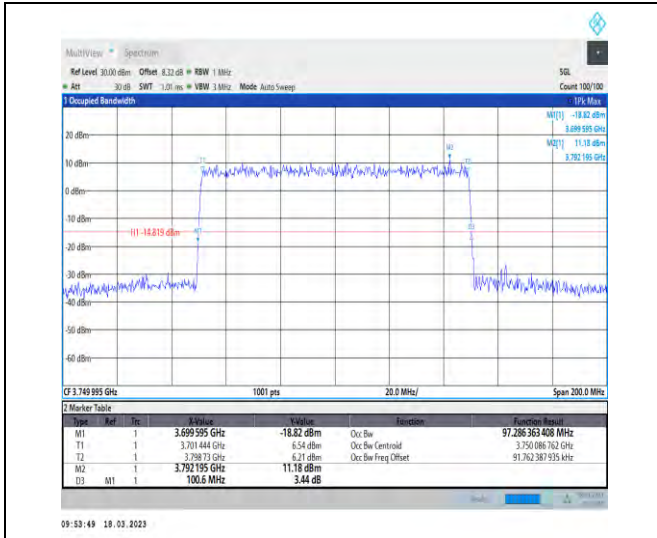 MultiView Spectrum
Ref Level 30.00 dBm Offset 8.32 dB RBW 1 MHz SGL
Att 30 dB SWT 1.01 ms VBW 3 MHz Mode Auto Sweep Count 100/100
1 Occupied Bandwidth 1Pk Max
M1[1] -18.82 dBm
3.699 595 GHz
M2[1] 11.18 dBm
3.792 195 GHz
20 dBm
M2
10 dBm
T1
T2
0 dBm
-10 dBm
H1 -14.819 dBm
M1
D3
-20 dBm
-30 dBm
-40 dBm
-50 dBm
-60 dBm
CF 3.749 995 GHz 1001 pts 20.0 MHz/ Span 200.0 MHz
2 Marker Table
Type Ref Trc X-Value Y-Value Function Function Result
M1 1 3.699 595 GHz -18.82 dBm Occ Bw 97.286 363 408 MHz
T1 1 3.701 444 GHz 6.54 dBm Occ Bw Centroid 3.750 086 762 GHz
T2 1 3.798 73 GHz 6.21 dBm Occ Bw Freq Offset 91.762 387 935 kHz
M2 1 3.792 195 GHz 11.18 dBm
D3 M1 1 100.6 MHz 3.44 dB
09:53:49 18.03.2023